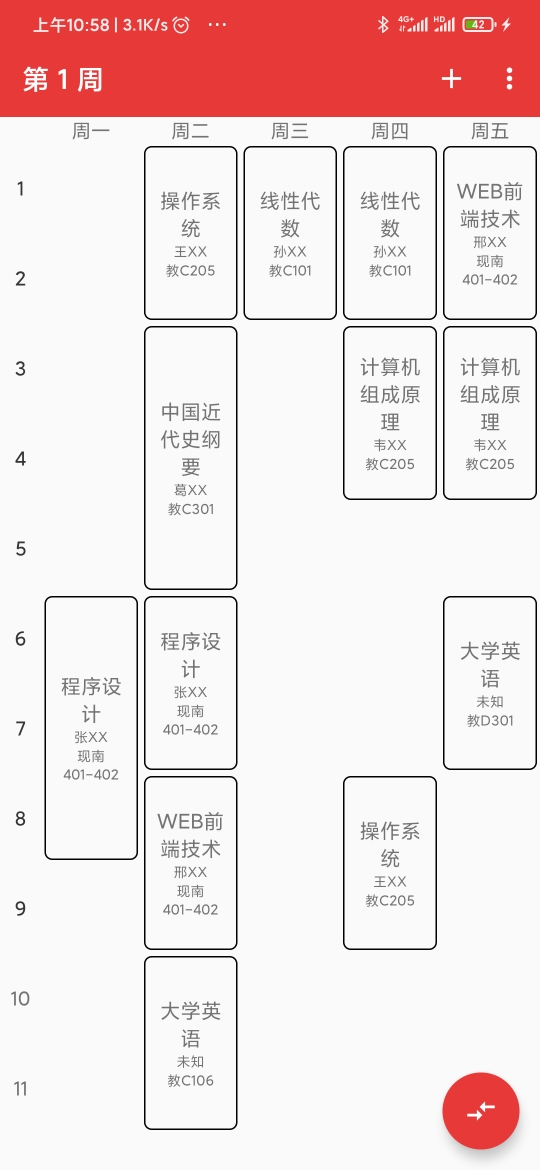 上午10:58 | 3.1K/s ...
4G+ HD 42
第 1 周
周一 周二 周三 周四 周五
1
操作系
统
王XX
教C205
线性代
数
孙XX
教C101
线性代
数
孙XX
教C101
WEB前
端技术
邢XX
现南
401-402
2
3
中国近
代史纲
要
葛XX
教C301
计算机
组成原
理
韦XX
教C205
计算机
组成原
理
韦XX
教C205
4
5
6
程序设
计
张XX
现南
401-402
程序设
计
张XX
现南
401-402
大学英
语
未知
教D301
7
8
WEB前
端技术
邢XX
现南
401-402
操作系
统
王XX
教C205
9
10
大学英
语
未知
教C106
11